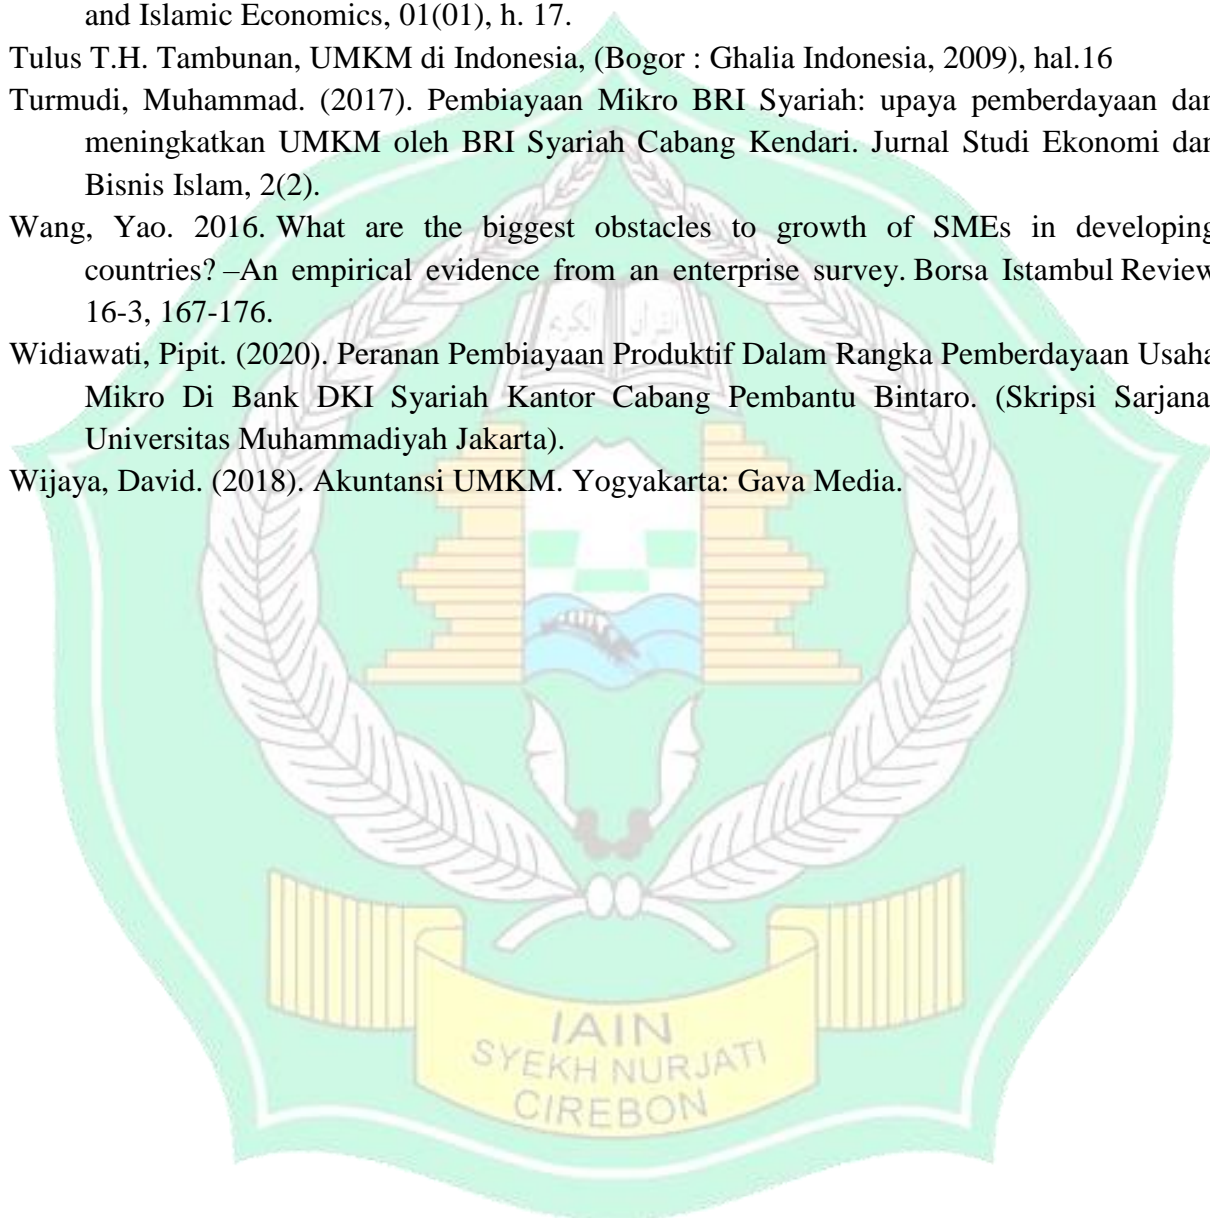 and Islamic Economics, 01(01), h. 17.
Tulus T.H. Tambunan, UMKM di Indonesia, (Bogor : Ghalia Indonesia, 2009), hal.16
Turmudi, Muhammad. (2017). Pembiayaan Mikro BRI Syariah: upaya pemberdayaan dan
meningkatkan UMKM oleh BRI Syariah Cabang Kendari. Jurnal Studi Ekonomi dan
Bisnis Islam, 2(2).
Wang, Yao. 2016. What are the biggest obstacles to growth of SMEs in developing
countries? –An empirical evidence from an enterprise survey. Borsa Istambul Review
16-3, 167-176.
Widiawati, Pipit. (2020). Peranan Pembiayaan Produktif Dalam Rangka Pemberdayaan Usaha
Mikro Di Bank DKI Syariah Kantor Cabang Pembantu Bintaro. (Skripsi Sarjana
Universitas Muhammadiyah Jakarta).
Wijaya, David. (2018). Akuntansi UMKM. Yogyakarta: Gava Media.
IAIN
SYEKH NURJATI
CIREBON